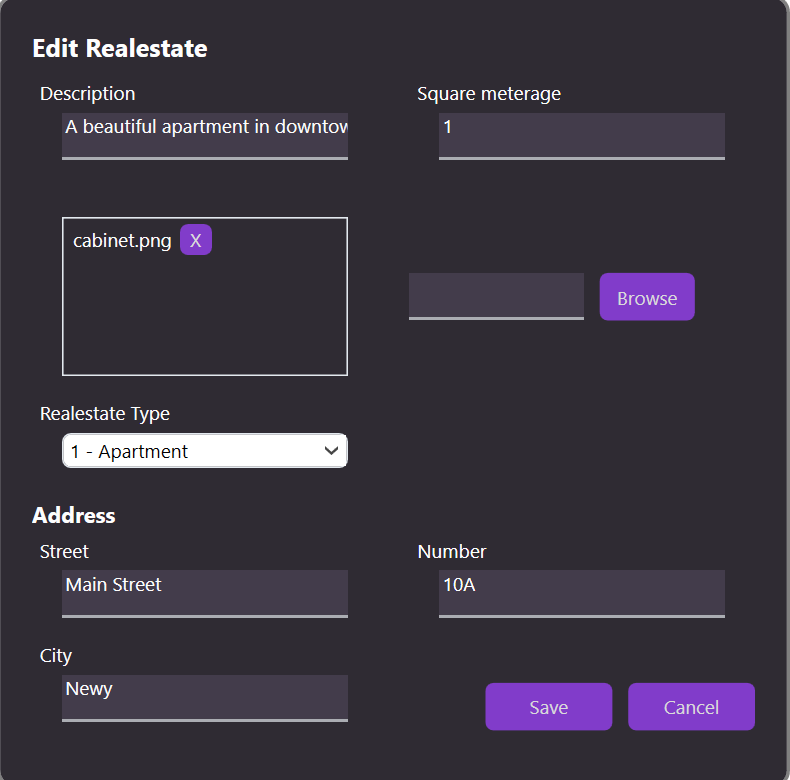 Edit Realestate
Description
Square meterage
A beautiful apartment in downtow
1
cabinet.png X
Browse
Realestate Type
1 - Apartment
Address
Street
Number
Main Street
10A
City
Newy
Save
Cancel